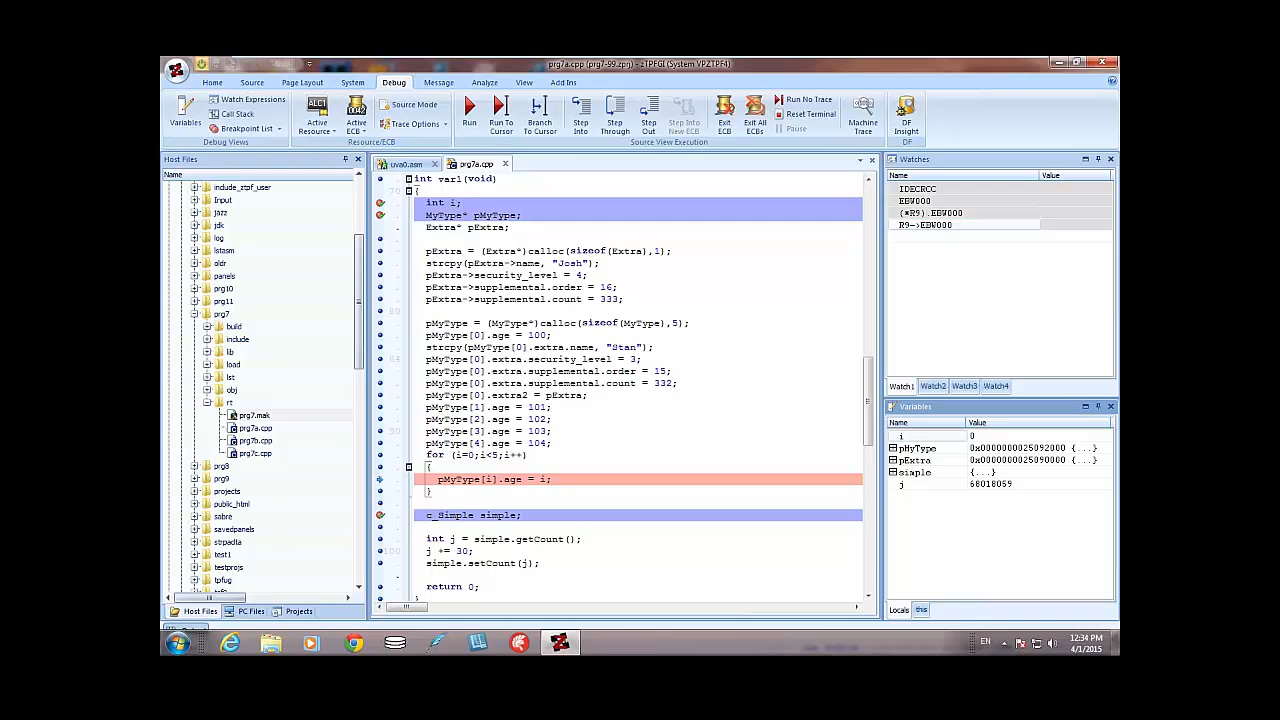 prg7a.cpp (prg7-99.zprj) - zTPFGI (System VPZTPF4)
Home Source Page Layout System Debug Message Analyze View Add Ins
Variables
Watch Expressions
Call Stack
Breakpoint List
Debug Views
Active Resource
Active ECB
Source Mode
Trace Options
Resource/ECB
Run
Run To Cursor
Branch To Cursor
Step Into
Step Through
Step Out
Step Into New ECB
Exit ECB
Exit All ECBs
Run No Trace
Reset Terminal
Pause
Source View Execution
Machine Trace
DF Insight
DF
Host Files
Name
include_ztpf_user
Input
jazz
jdk
log
lstasm
oldr
panels
prg10
prg11
prg7
build
include
lib
load
lst
obj
rt
prg7.mak
prg7a.cpp
prg7b.cpp
prg7c.cpp
prg8
prg9
projects
public_html
sabre
savedpanels
strpadta
test1
testprojs
tpfug
Host Files PC Files Projects
uva0.asm prg7a.cpp
int var1(void)
70 {
int i;
MyType* pMyType;
Extra* pExtra;
pExtra = (Extra*)calloc(sizeof(Extra),1);
strcpy(pExtra->name, "Josh");
pExtra->security_level = 4;
pExtra->supplemental.order = 16;
pExtra->supplemental.count = 333;
80
pMyType = (MyType*)calloc(sizeof(MyType),5);
pMyType[0].age = 100;
strcpy(pMyType[0].extra.name, "Stan");
84 pMyType[0].extra.security_level = 3;
pMyType[0].extra.supplemental.order = 15;
pMyType[0].extra.supplemental.count = 332;
pMyType[0].extra2 = pExtra;
pMyType[1].age = 101;
pMyType[2].age = 102;
90 pMyType[3].age = 103;
pMyType[4].age = 104;
for (i=0;i<5;i++)
{
pMyType[i].age = i;
}
c_Simple simple;
int j = simple.getCount();
100 j += 30;
simple.setCount(j);
return 0;
Watches
Name Value
IDECRCC
EBW000
(*R9).EBW000
R9->EBW000
Watch1 Watch2 Watch3 Watch4
Variables
Name Value
i 0
pMyType 0x0000000025092000 {...}
pExtra 0x0000000025090000 {...}
simple {...}
j 68018059
Locals this
EN
12:34 PM
4/1/2015